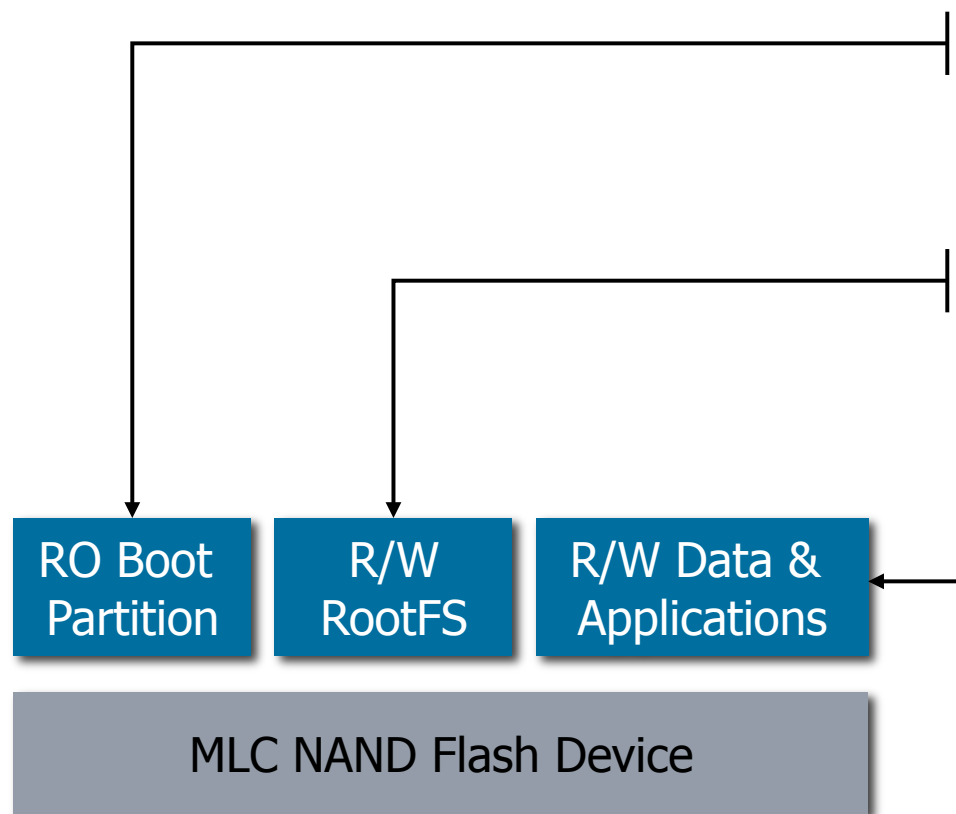 RO Boot
Partition
R/W
RootFS
R/W Data &
Applications
MLC NAND Flash Device